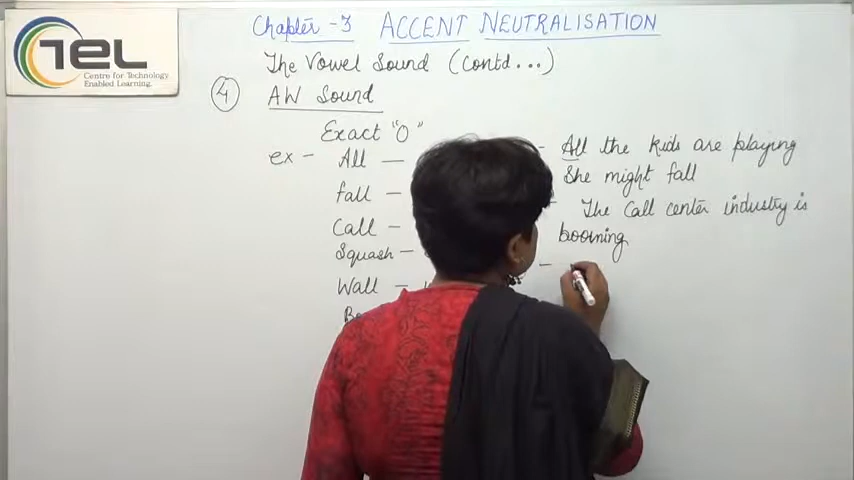 TEL
Centre for Technology
Enabled Learning
Chapter - 3 ACCENT NEUTRALISATION
The Vowel Sound (Contd...)
4 AW Sound
Exact "O"
ex - All — - All the kids are playing
fall - She might fall
Call - - The Call center industry is
booming
Squash -
Wall - -